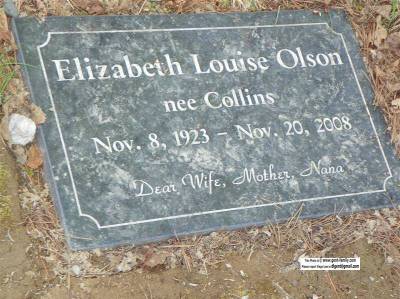 Elizabeth Louise Olson
nee Collins
Nov. 8, 1923 - Nov. 20, 2008
Dear Wife, Mother, Nana